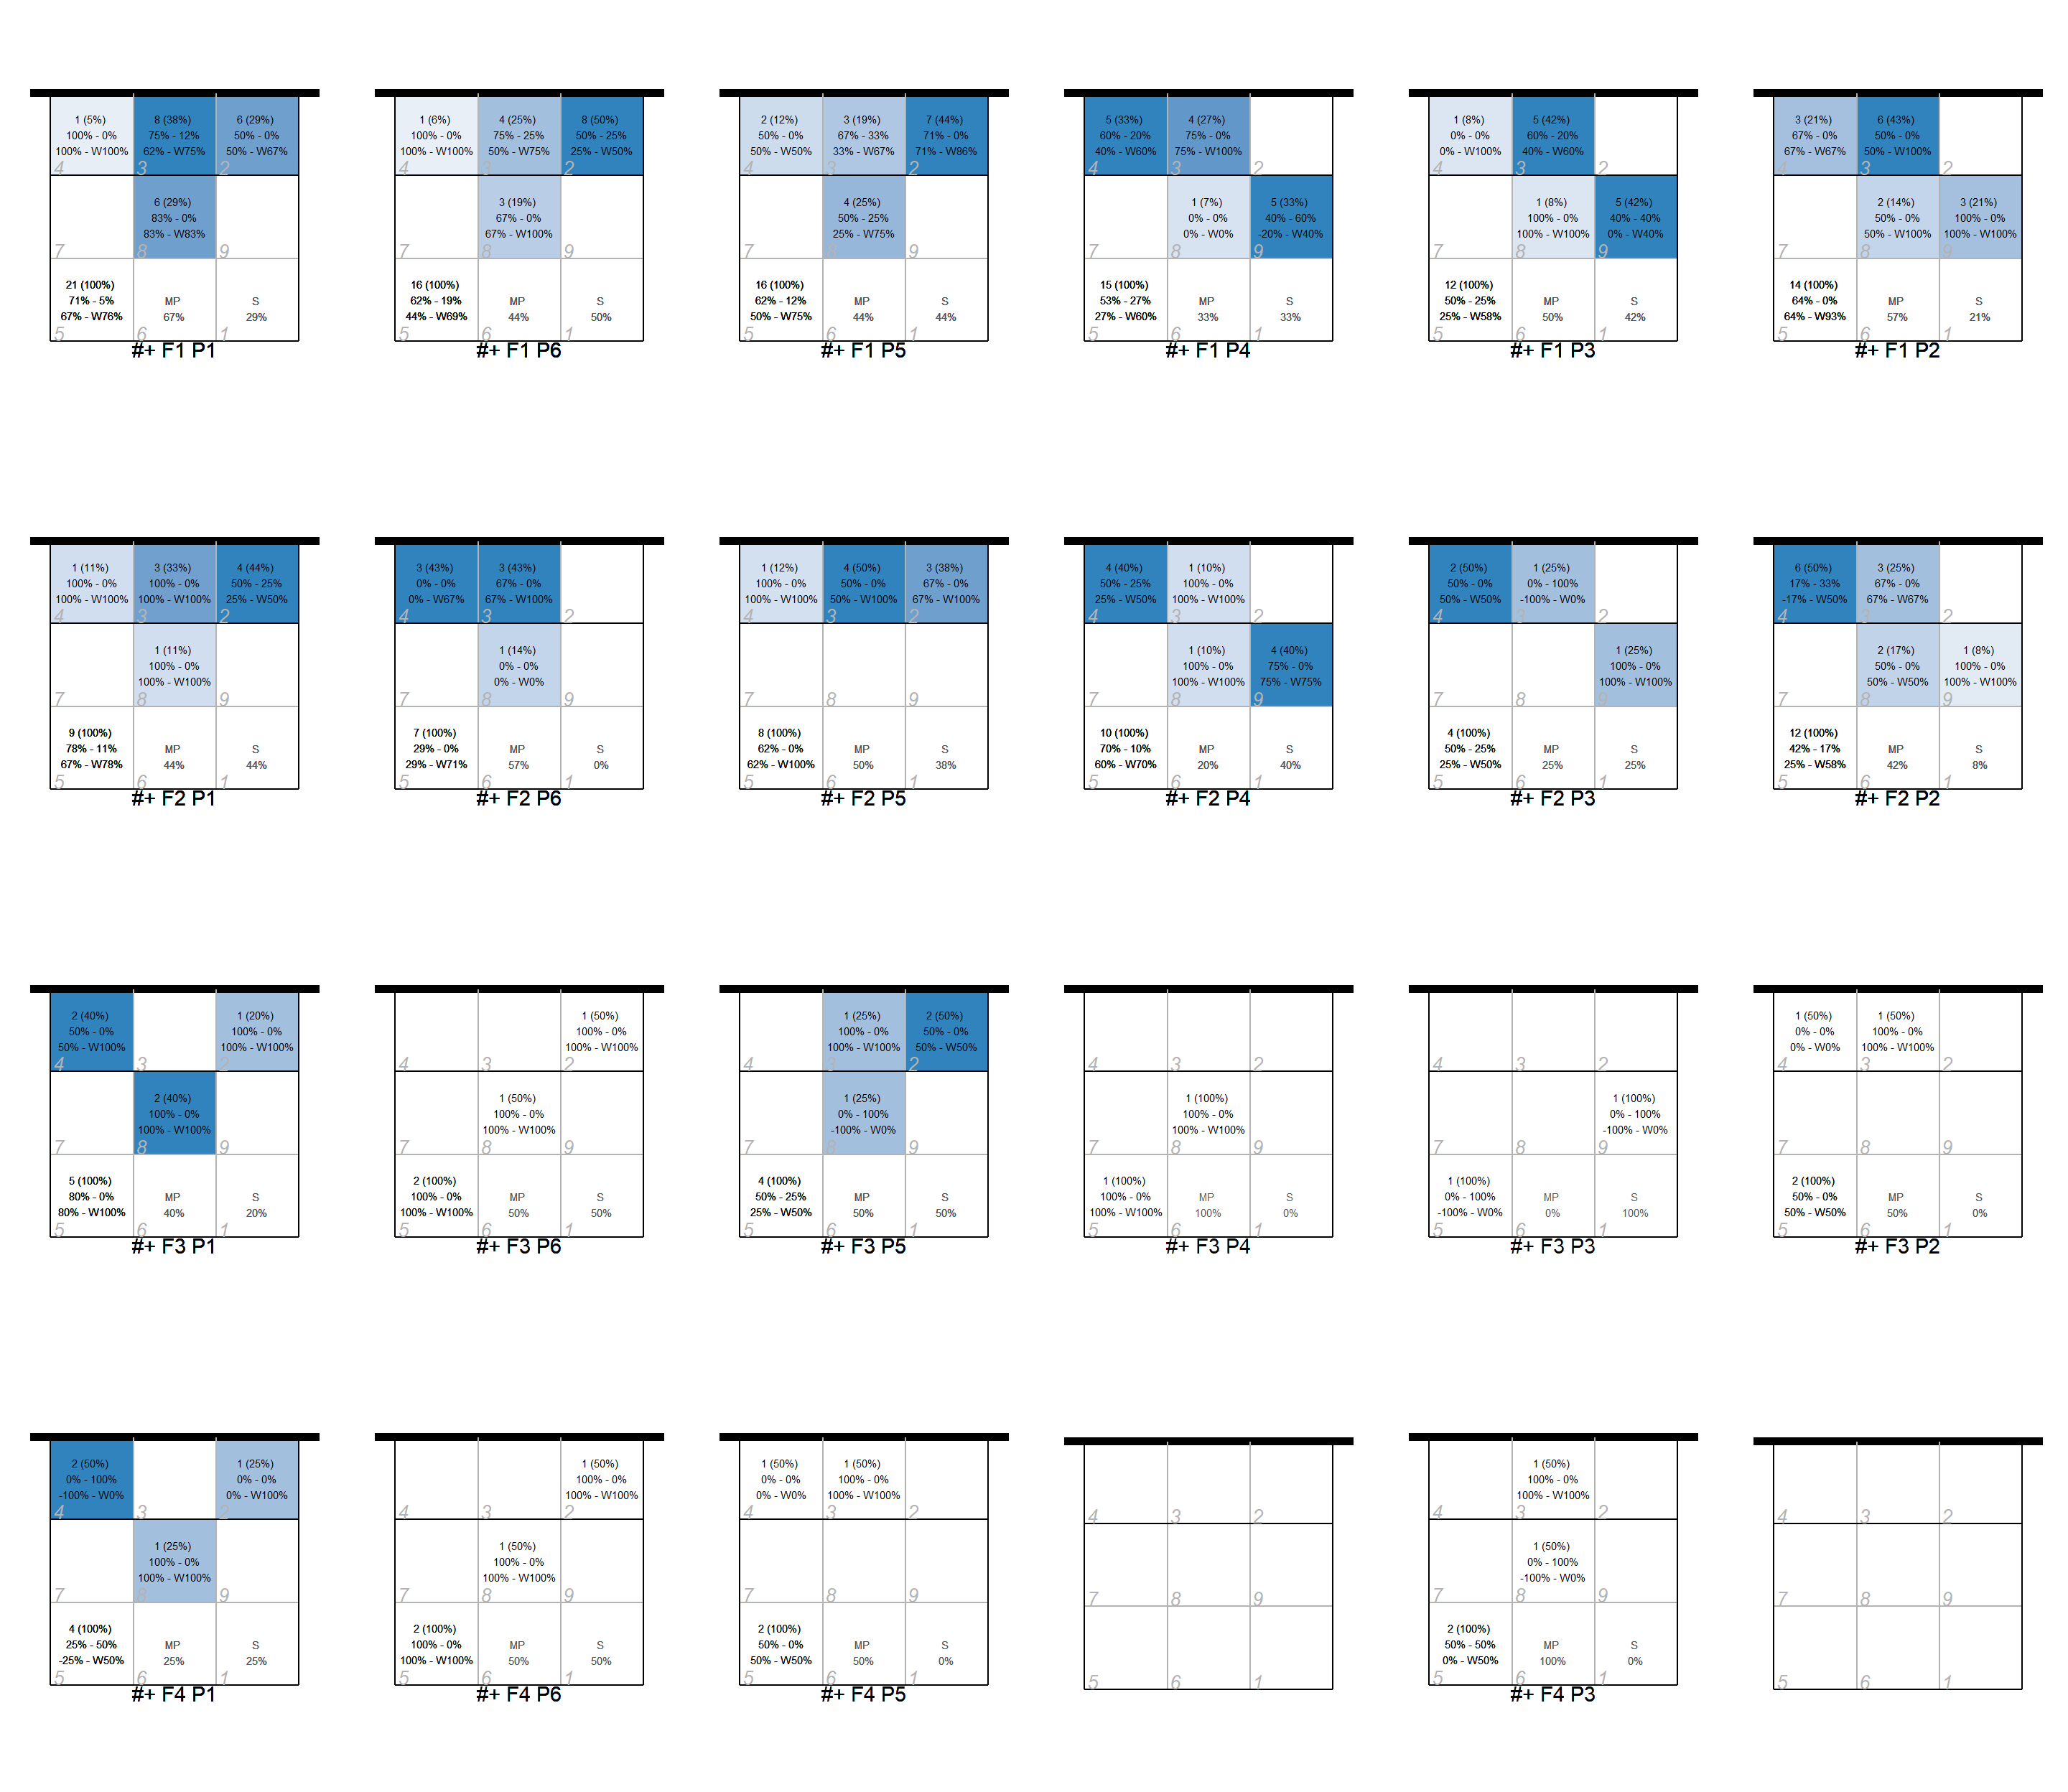 1 (5%) 8 (38%) 6 (29%)
100% - 0% 75% - 12% 50% - 0%
100% - W100% 62% - W75% 50% - W67%
4 3 2
6 (29%)
83% - 0%
83% - W83%
7 8 9
21 (100%)
71% - 5% MP S
67% - W76% 67% 29%
5 6 1
#+ F1 P1
1 (6%) 4 (25%) 8 (50%)
100% - 0% 75% - 25% 50% - 25%
100% - W100% 50% - W75% 25% - W50%
4 3 2
3 (19%)
67% - 0%
67% - W100%
7 8 9
16 (100%)
62% - 19% MP S
44% - W69% 44% 50%
5 6 1
#+ F1 P6
2 (12%) 3 (19%) 7 (44%)
50% - 0% 67% - 33% 71% - 0%
50% - W50% 33% - W67% 71% - W86%
4 3 2
4 (25%)
50% - 25%
25% - W75%
7 8 9
16 (100%)
62% - 12% MP S
50% - W75% 44% 44%
5 6 1
#+ F1 P5
5 (33%) 4 (27%)
60% - 20% 75% - 0%
40% - W60% 75% - W100%
4 3 2
1 (7%) 5 (33%)
0% - 0% 40% - 60%
0% - W0% -20% - W40%
7 8 9
15 (100%)
53% - 27% MP S
27% - W60% 33% 33%
5 6 1
#+ F1 P4
1 (8%) 5 (42%)
0% - 0% 60% - 20%
0% - W100% 40% - W60%
4 3 2
1 (8%) 5 (42%)
100% - 0% 40% - 40%
100% - W100% 0% - W40%
7 8 9
12 (100%)
50% - 25% MP S
25% - W58% 50% 42%
5 6 1
#+ F1 P3
3 (21%) 6 (43%)
67% - 0% 50% - 0%
67% - W67% 50% - W100%
4 3 2
2 (14%) 3 (21%)
50% - 0% 100% - 0%
50% - W100% 100% - W100%
7 8 9
14 (100%)
64% - 0% MP S
64% - W93% 57% 21%
5 6 1
#+ F1 P2
1 (11%) 3 (33%) 4 (44%)
100% - 0% 100% - 0% 50% - 25%
100% - W100% 100% - W100% 25% - W50%
4 3 2
1 (11%)
100% - 0%
100% - W100%
7 8 9
9 (100%)
78% - 11% MP S
67% - W78% 44% 44%
5 6 1
#+ F2 P1
3 (43%) 3 (43%)
0% - 0% 67% - 0%
0% - W67% 67% - W100%
4 3 2
1 (14%)
0% - 0%
0% - W0%
7 8 9
7 (100%)
29% - 0% MP S
29% - W71% 57% 0%
5 6 1
#+ F2 P6
1 (12%) 4 (50%) 3 (38%)
100% - 0% 50% - 0% 67% - 0%
100% - W100% 50% - W100% 67% - W100%
4 3 2
7 8 9
8 (100%)
62% - 0% MP S
62% - W100% 50% 38%
5 6 1
#+ F2 P5
4 (40%) 1 (10%)
50% - 25% 100% - 0%
25% - W50% 100% - W100%
4 3 2
1 (10%) 4 (40%)
100% - 0% 75% - 0%
100% - W100% 75% - W75%
7 8 9
10 (100%)
70% - 10% MP S
60% - W70% 20% 40%
5 6 1
#+ F2 P4
2 (50%) 1 (25%)
50% - 0% 0% - 100%
50% - W50% -100% - W0%
4 3 2
1 (25%)
100% - 0%
100% - W100%
7 8 9
4 (100%)
50% - 25% MP S
25% - W50% 25% 25%
5 6 1
#+ F2 P3
6 (50%) 3 (25%)
17% - 33% 67% - 0%
-17% - W50% 67% - W67%
4 3 2
2 (17%) 1 (8%)
50% - 0% 100% - 0%
50% - W50% 100% - W100%
7 8 9
12 (100%)
42% - 17% MP S
25% - W58% 42% 8%
5 6 1
#+ F2 P2
2 (40%) 1 (20%)
50% - 0% 100% - 0%
50% - W100% 100% - W100%
4 3 2
2 (40%)
100% - 0%
100% - W100%
7 8 9
5 (100%)
80% - 0% MP S
80% - W100% 40% 20%
5 6 1
#+ F3 P1
1 (50%)
100% - 0%
100% - W100%
4 3 2
1 (50%)
100% - 0%
100% - W100%
7 8 9
2 (100%)
100% - 0% MP S
100% - W100% 50% 50%
5 6 1
#+ F3 P6
1 (25%) 2 (50%)
100% - 0% 50% - 0%
100% - W100% 50% - W50%
4 3 2
1 (25%)
0% - 100%
-100% - W0%
7 8 9
4 (100%)
50% - 25% MP S
25% - W50% 50% 50%
5 6 1
#+ F3 P5
4 3 2
1 (100%)
100% - 0%
100% - W100%
7 8 9
1 (100%)
100% - 0% MP S
100% - W100% 100% 0%
5 6 1
#+ F3 P4
4 3 2
1 (100%)
0% - 100%
-100% - W0%
7 8 9
1 (100%)
0% - 100% MP S
-100% - W0% 0% 100%
5 6 1
#+ F3 P3
1 (50%) 1 (50%)
0% - 0% 100% - 0%
0% - W0% 100% - W100%
4 3 2
7 8 9
2 (100%)
50% - 0% MP S
50% - W50% 50% 0%
5 6 1
#+ F3 P2
2 (50%) 1 (25%)
0% - 100% 0% - 0%
-100% - W0% 0% - W100%
4 3 2
1 (25%)
100% - 0%
100% - W100%
7 8 9
4 (100%)
25% - 50% MP S
-25% - W50% 25% 25%
5 6 1
#+ F4 P1
1 (50%)
100% - 0%
100% - W100%
4 3 2
1 (50%)
100% - 0%
100% - W100%
7 8 9
2 (100%)
100% - 0% MP S
100% - W100% 50% 50%
5 6 1
#+ F4 P6
1 (50%) 1 (50%)
0% - 0% 100% - 0%
0% - W0% 100% - W100%
4 3 2
7 8 9
2 (100%)
50% - 0% MP S
50% - W50% 50% 0%
5 6 1
#+ F4 P5
4 3 2
7 8 9
5 6 1
1 (50%)
100% - 0%
100% - W100%
4 3 2
1 (50%)
0% - 100%
-100% - W0%
7 8 9
2 (100%)
50% - 50% MP S
0% - W50% 100% 0%
5 6 1
#+ F4 P3
4 3 2
7 8 9
5 6 1